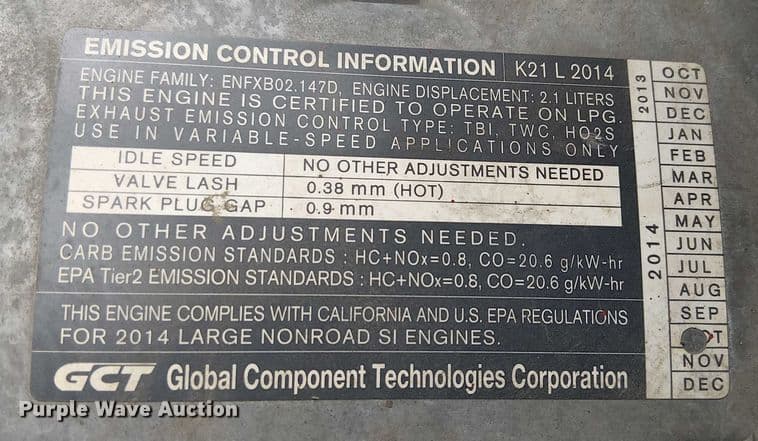 EMISSION CONTROL INFORMATION K21 L 2014
ENGINE FAMILY: ENFXB02.147D, ENGINE DISPLACEMENT: 2.1 LITERS
THIS ENGINE IS CERTIFIED TO OPERATE ON LPG.
EXHAUST EMISSION CONTROL TYPE: TBI, TWC, HO2S
USE IN VARIABLE-SPEED APPLICATIONS ONLY
IDLE SPEED NO OTHER ADJUSTMENTS NEEDED
VALVE LASH 0.38 mm (HOT)
SPARK PLUG GAP 0.9 mm
NO OTHER ADJUSTMENTS NEEDED.
CARB EMISSION STANDARDS : HC+NOx=0.8, CO=20.6 g/kW-hr
EPA Tier2 EMISSION STANDARDS : HC+NOx=0.8, CO=20.6 g/kW-hr
THIS ENGINE COMPLIES WITH CALIFORNIA AND U.S. EPA REGULATIONS
FOR 2014 LARGE NONROAD SI ENGINES.
GCT Global Component Technologies Corporation
2013
OCT
NOV
DEC
2014
JAN
FEB
MAR
APR
MAY
JUN
JUL
AUG
SEP
NOV
DEC
Purple Wave Auction